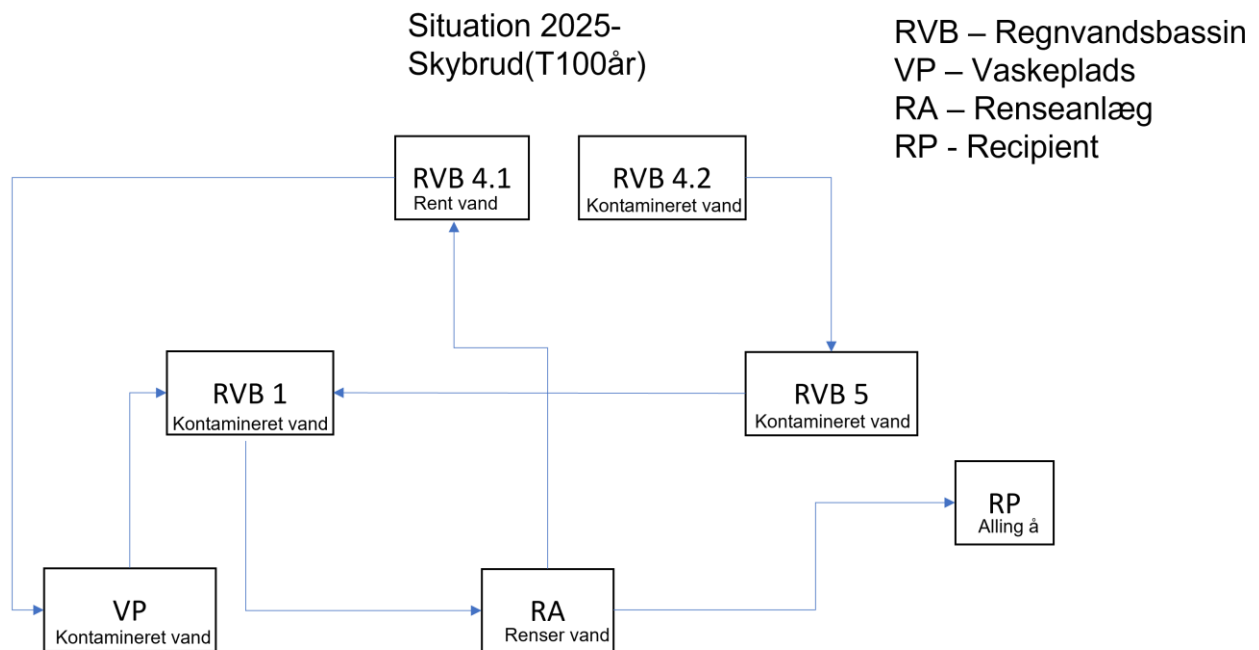 Situation 2025-
Skybrud(T100år)
RVB – Regnvandsbassin
VP – Vaskeplads
RA – Renseanlæg
RP - Recipient
RVB 4.1
Rent vand
RVB 4.2
Kontamineret vand
RVB 1
Kontamineret vand
RVB 5
Kontamineret vand
RP
Alling å
VP
Kontamineret vand
RA
Renser vand